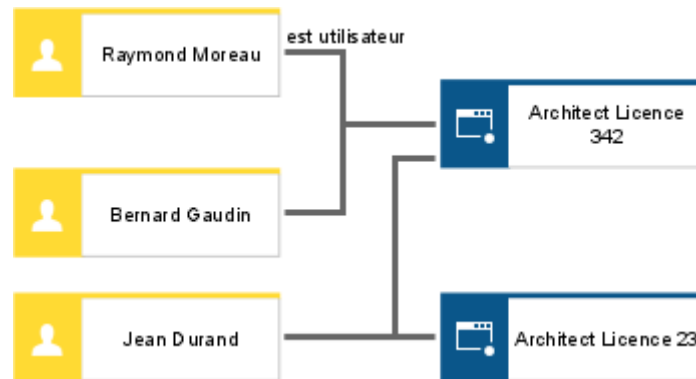 Raymond Moreau
est utilisateur
Architect Licence
342
Bernard Gaudin
Jean Durand
Architect Licence 23